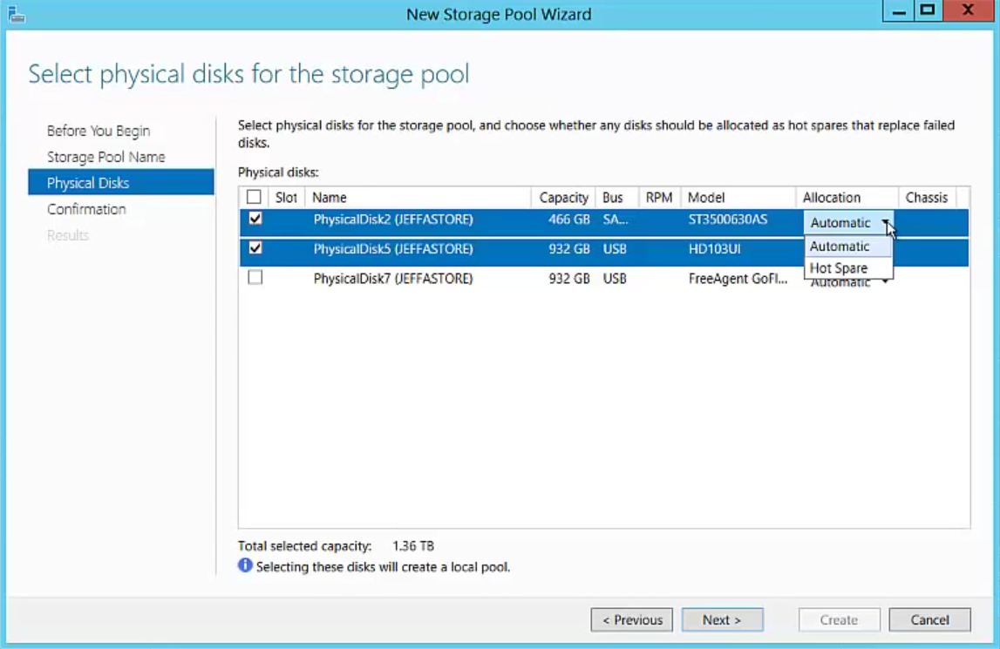 New Storage Pool Wizard
Select physical disks for the storage pool
Before You Begin
Storage Pool Name
Physical Disks
Confirmation
Results
Select physical disks for the storage pool, and choose whether any disks should be allocated as hot spares that replace failed
disks.
Physical disks:
Slot Name Capacity Bus RPM Model Allocation Chassis
PhysicalDisk2 (JEFFASTORE) 466 GB SA... ST3500630AS Automatic
PhysicalDisk5 (JEFFASTORE) 932 GB USB HD103UI Automatic
Hot Spare
PhysicalDisk7 (JEFFASTORE) 932 GB USB FreeAgent GoFl... Automatic
Total selected capacity: 1.36 TB
Selecting these disks will create a local pool.
< Previous Next > Create Cancel